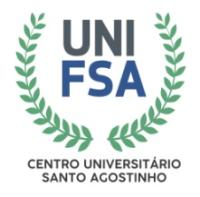 UNI
FSA
CENTRO UNIVERSITÁRIO
SANTO AGOSTINHO